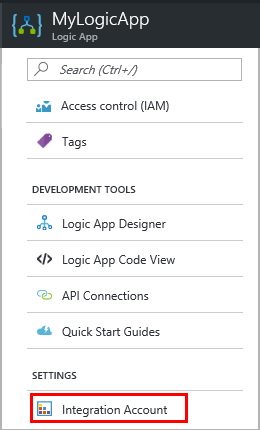 MyLogicApp
Logic App
Search (Ctrl+/)
Access control (IAM)
Tags
DEVELOPMENT TOOLS
Logic App Designer
Logic App Code View
API Connections
Quick Start Guides
SETTINGS
Integration Account